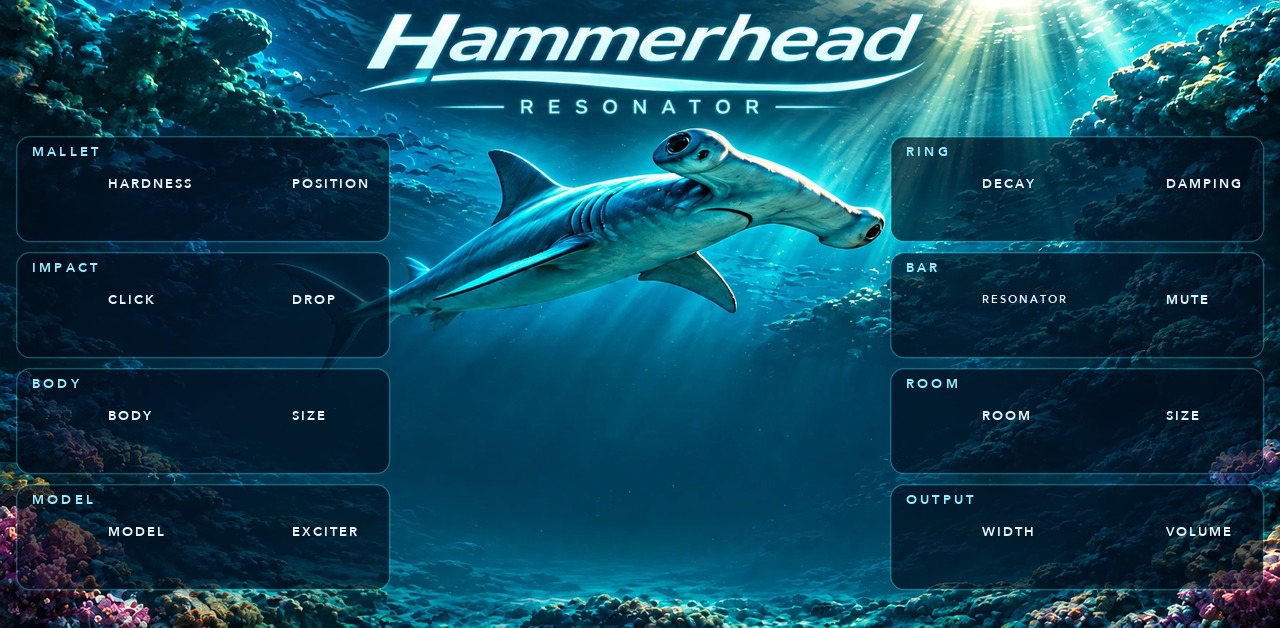 Hammerhead
RESONATOR
MALLET
HARDNESS POSITION
IMPACT
CLICK DROP
BODY
BODY SIZE
MODEL
MODEL EXCITER
RING
DECAY DAMPING
BAR
RESONATOR MUTE
ROOM
ROOM SIZE
OUTPUT
WIDTH VOLUME